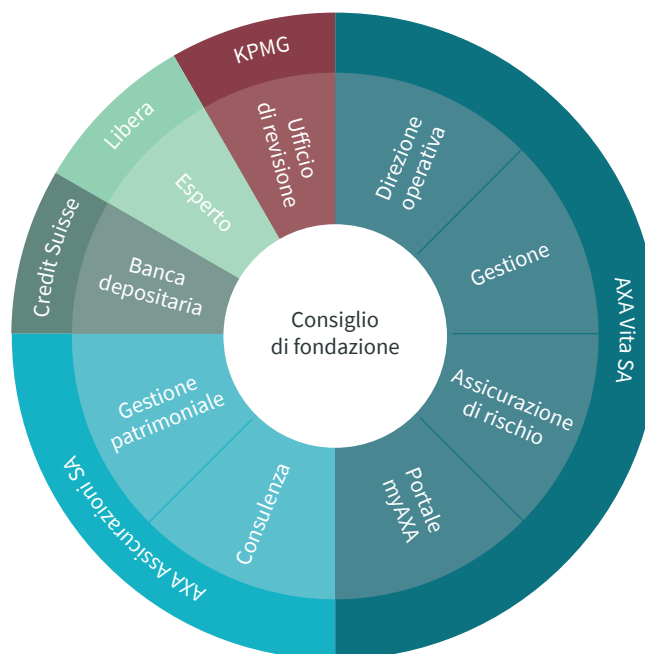 KPMG
Libera
Credit Suisse
AXA Vita SA
AXA Assicurazioni SA
Ufficio
di revisione
Direzione
operativa
Esperto
Gestione
Banca
depositaria
Consiglio
di fondazione
Assicurazione
di rischio
Gestione
patrimoniale
Portale
myAXA
Consulenza